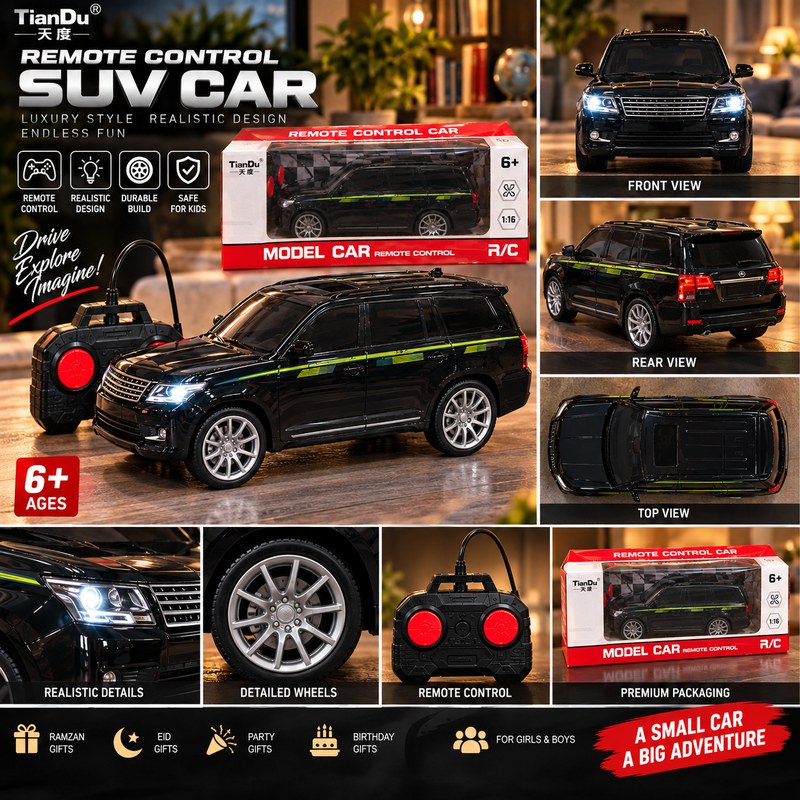 TianDu®
天度
REMOTE CONTROL
SUV CAR
LUXURY STYLE REALISTIC DESIGN
ENDLESS FUN
REMOTE
CONTROL
REALISTIC
DESIGN
DURABLE
BUILD
SAFE
FOR KIDS
Drive
Explore
Imagine!
REMOTE CONTROL CAR
TianDu
天度
6+
1:16
MODEL CAR REMOTE CONTROL R/C
6+
AGES
FRONT VIEW
REAR VIEW
TOP VIEW
REALISTIC DETAILS
DETAILED WHEELS
REMOTE CONTROL
REMOTE CONTROL CAR
TianDu
天度
6+
1:16
MODEL CAR REMOTE CONTROL R/C
PREMIUM PACKAGING
RAMZAN
GIFTS
EID
GIFTS
PARTY
GIFTS
BIRTHDAY
GIFTS
FOR GIRLS & BOYS
A SMALL CAR
A BIG ADVENTURE